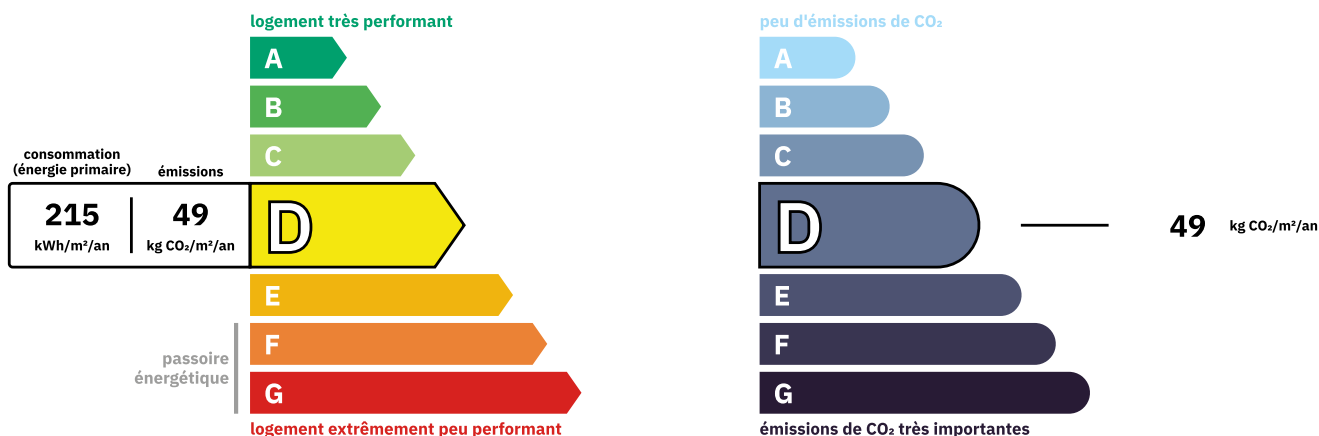 logement très performant
A
B
C
consommation
(énergie primaire)
émissions
215
kWh/m²/an
49
kg CO₂/m²/an
D
E
F
G
passoire
énergétique
logement extrêmement peu performant
peu d'émissions de CO₂
A
B
C
D
49 kg CO₂/m²/an
E
F
G
émissions de CO₂ très importantes